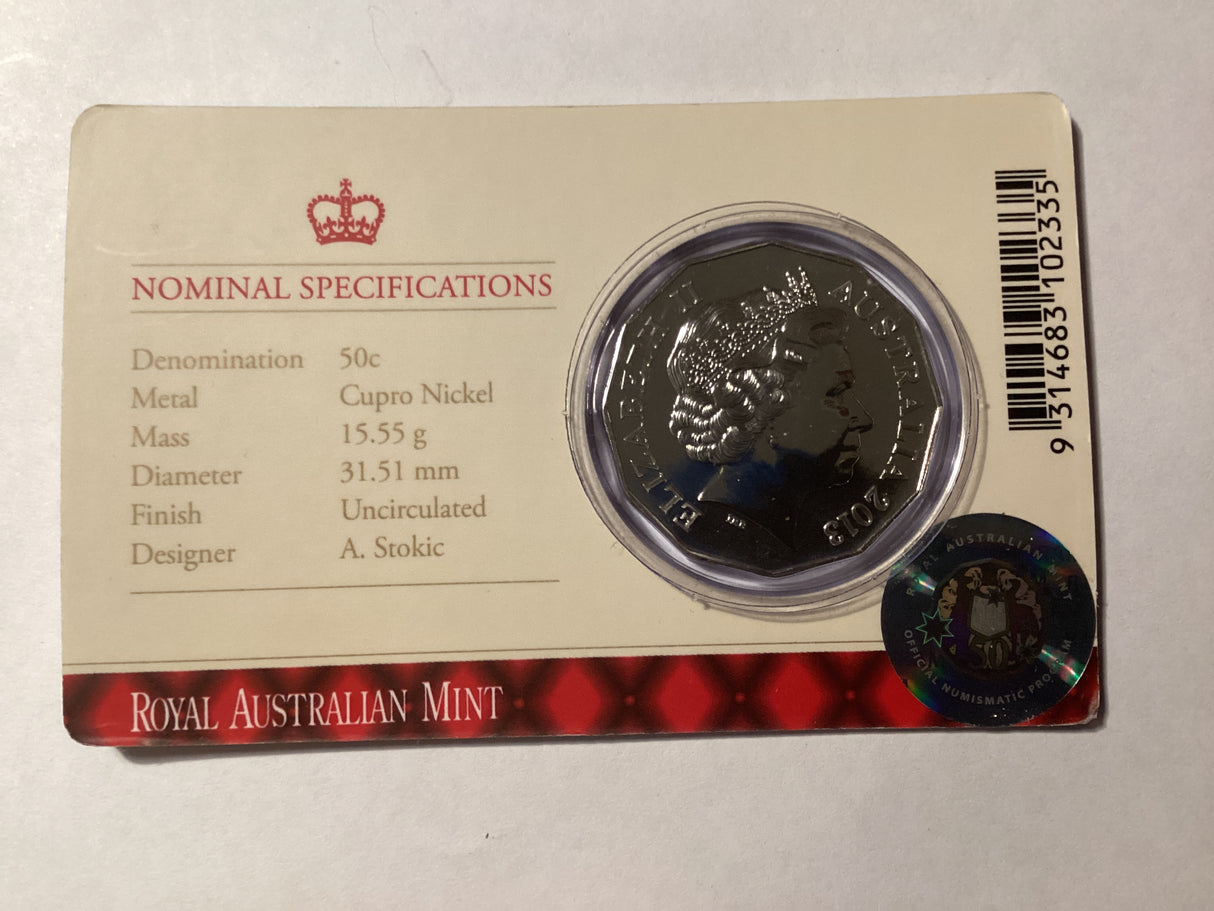 NOMINAL SPECIFICATIONS
Denomination 50c
Metal Cupro Nickel
Mass 15.55 g
Diameter 31.51 mm
Finish Uncirculated
Designer A. Stokic
ROYAL AUSTRALIAN MINT
ELIZABETH II AUSTRALIA 2013
IRB
9 314683 102335
ROYAL AUSTRALIAN MINT
OFFICIAL NUMISMATIC PROGRAM
50